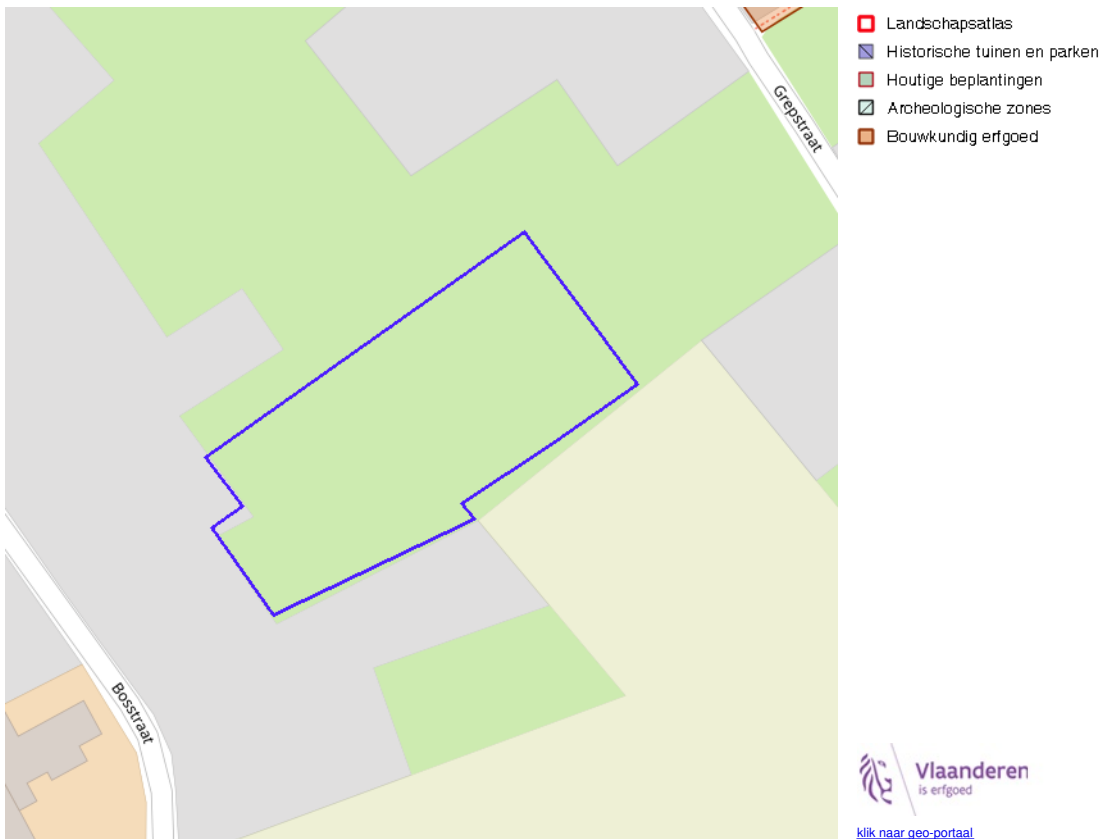 Landschapsatlas
Historische tuinen en parken
Houtige beplantingen
Archeologische zones
Bouwkundig erfgoed
Grepstraat
Bosstraat
Vlaanderen
is erfgoed
klik naar geo-portaal